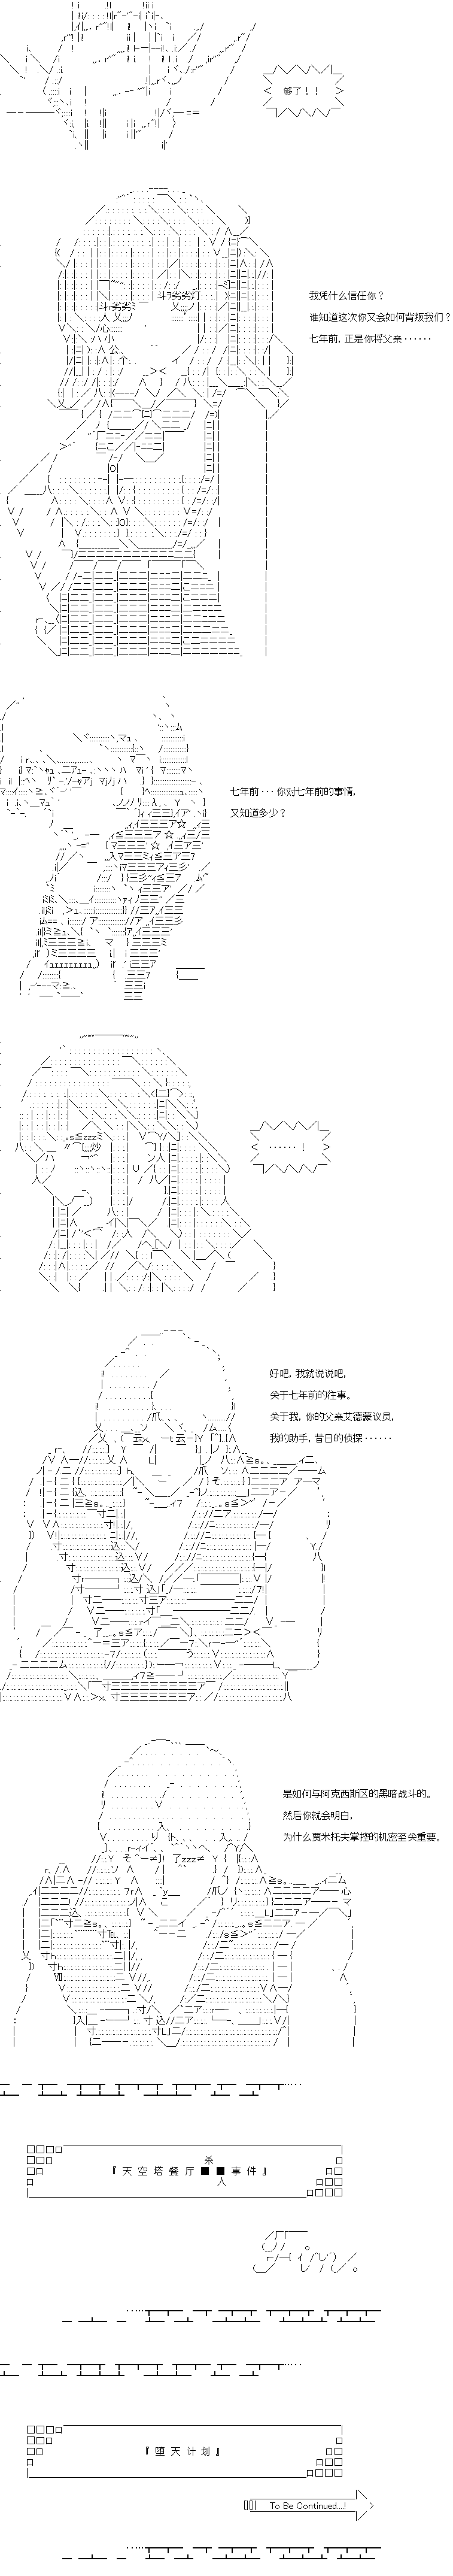 够了！！
我凭什么信任你？
谁知道这次你又会如何背叛我们？
七年前，正是你将父亲······
七年前···你对七年前的事情，
又知道多少？
······！
好吧，我就说说吧，
关于七年前的往事。
关于我，你的父亲艾德蒙议员，
我的助手，昔日的侦探······
是如何与阿克西斯区的黑暗战斗的。
然后你就会明白，
为什么贾米托夫掌控的机密至关重要。
杀
『 天 空 塔 餐 厅 ■ ■ 事 件 』
人
『 堕 天 计 划 』
To Be Continued...!